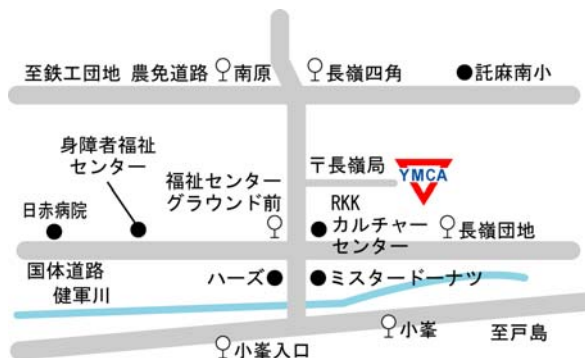 至鉄工団地 農免道路 南原 長嶺四角 託麻南小
身障者福祉
センター
福祉センター
グラウンド前
〒長嶺局
YMCA
日赤病院
RKK
カルチャー
センター
長嶺団地
国体道路
健軍川
ハーズ
ミスタードーナツ
小峯
至戸島
小峯入口